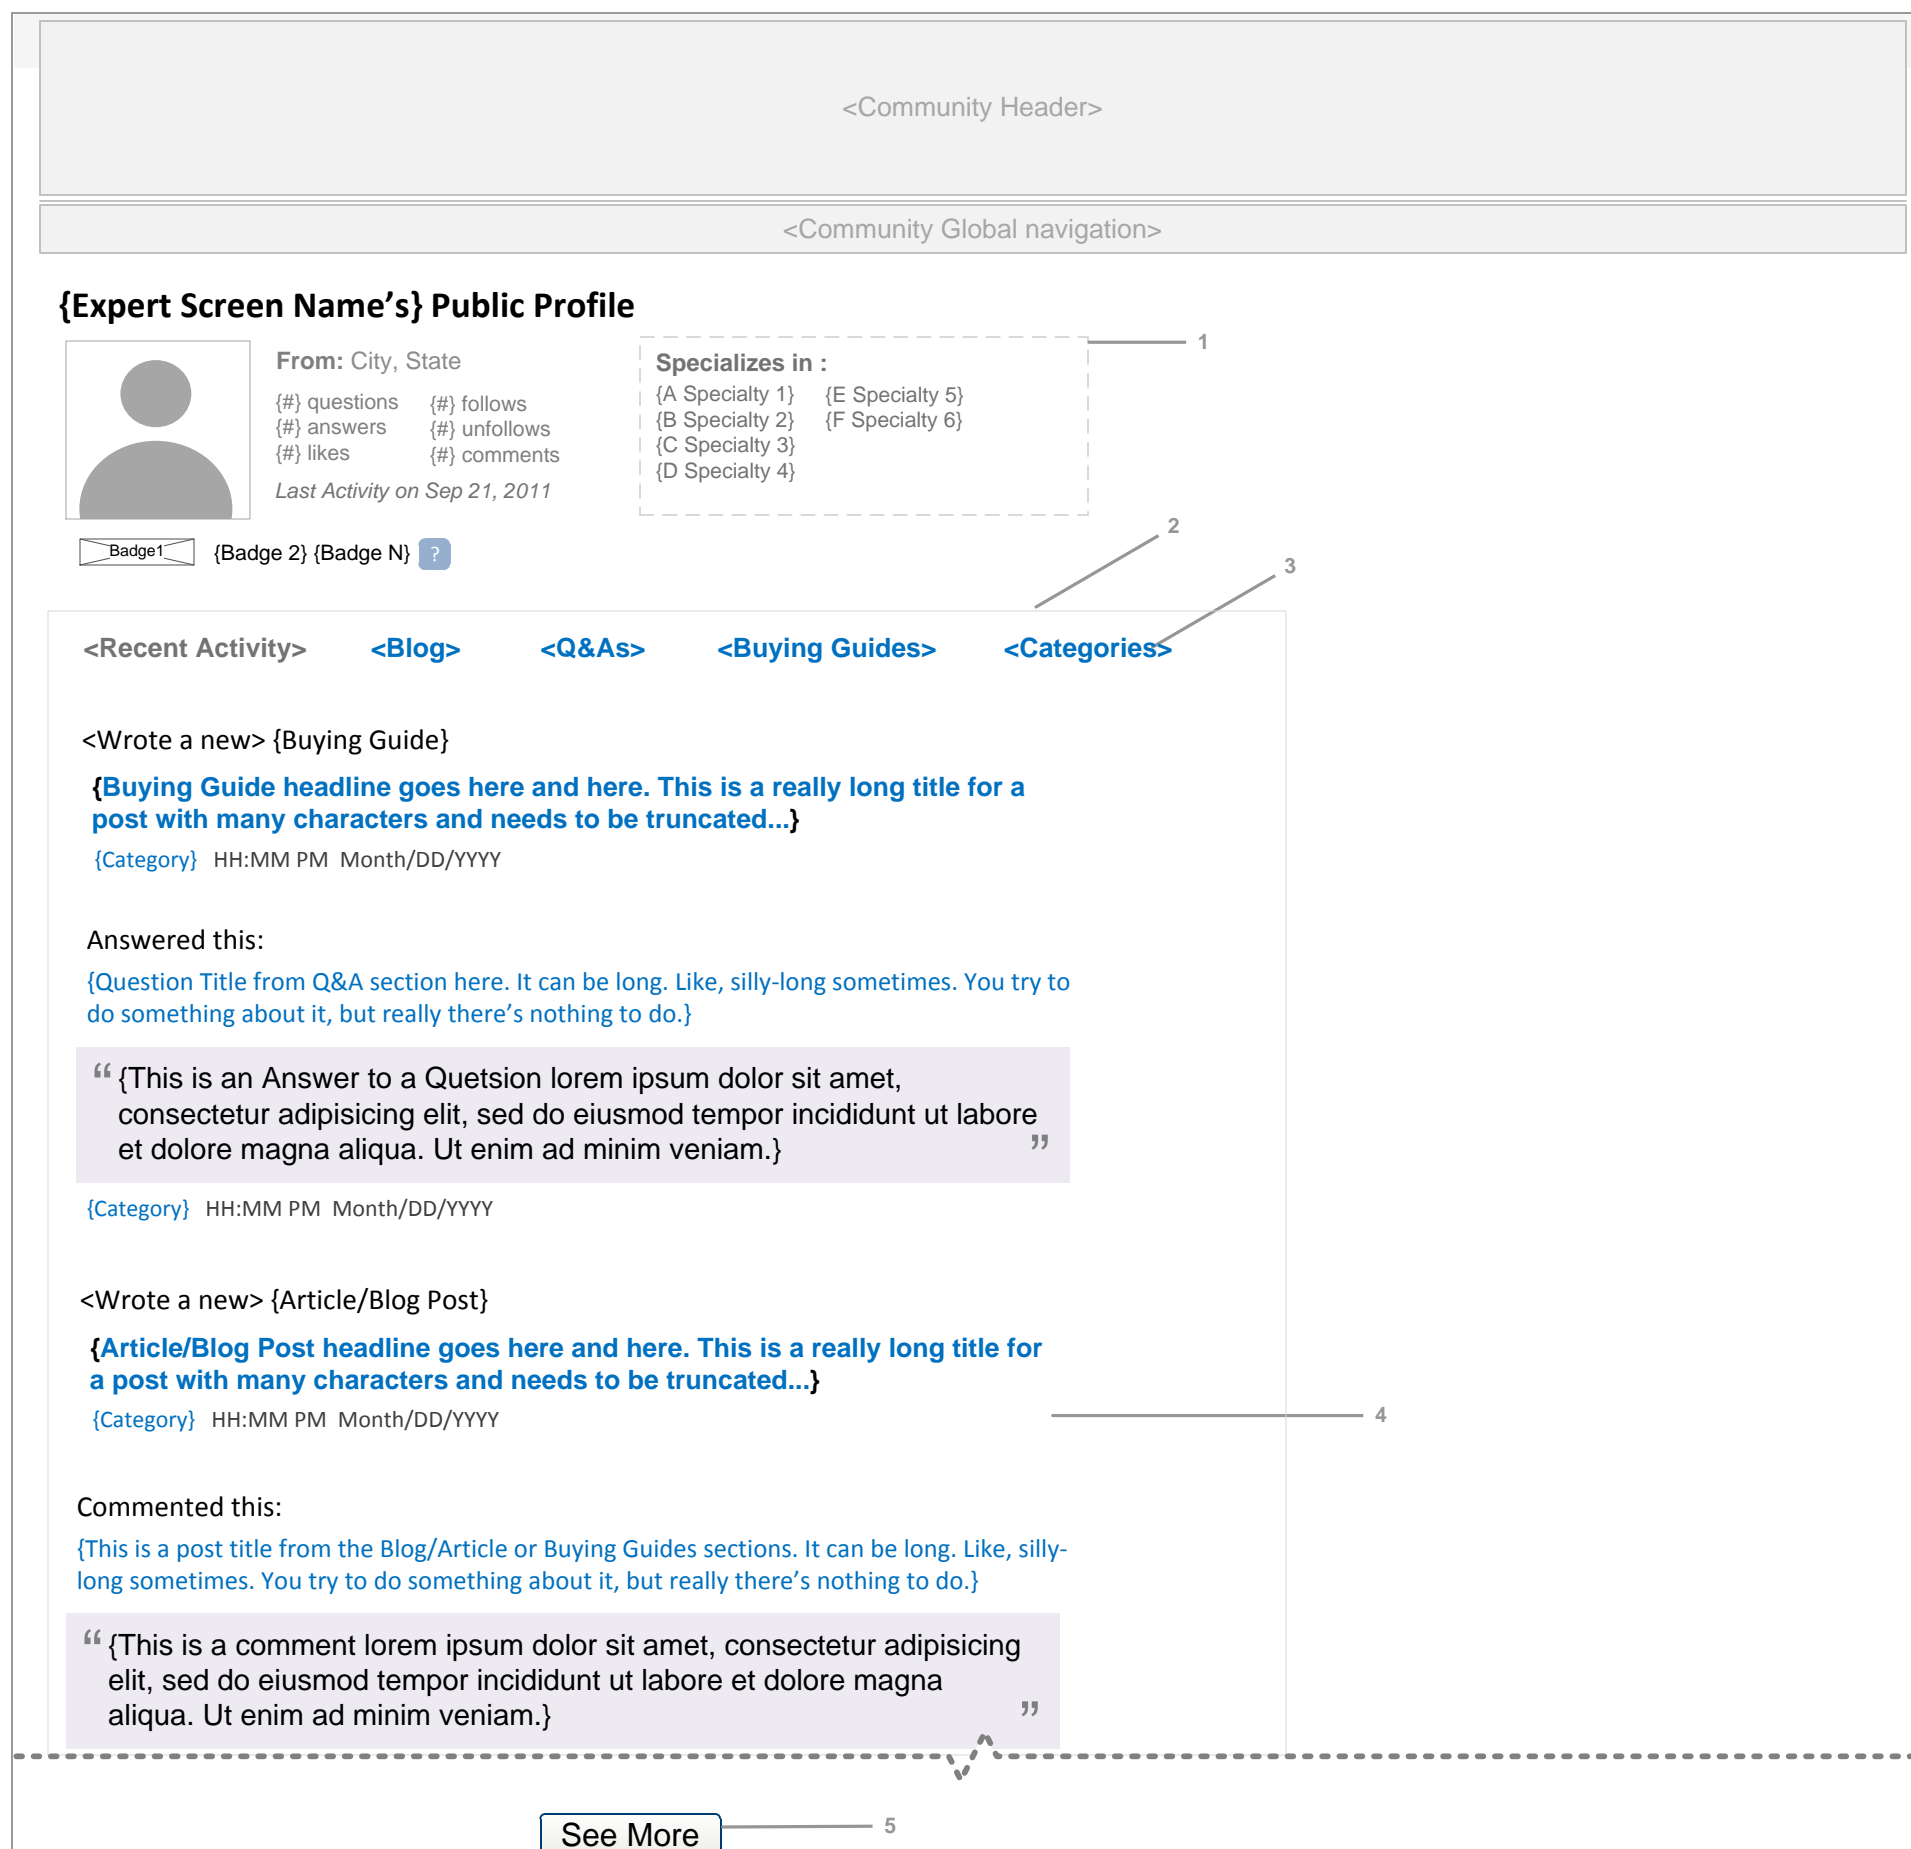 <Community Header>
<Community Global navigation>
{Expert Screen Name's} Public Profile
From: City, State
{#} questions {#} follows
{#} answers {#} unfollows
{#} likes {#} comments
Last Activity on Sep 21, 2011
Specializes in :
{A Specialty 1} {E Specialty 5}
{B Specialty 2} {F Specialty 6}
{C Specialty 3}
{D Specialty 4}
1
Badge1 {Badge 2} {Badge N} ?
2
3
<Recent Activity> <Blog> <Q&As> <Buying Guides> <Categories>
<Wrote a new> {Buying Guide}
{Buying Guide headline goes here and here. This is a really long title for a
post with many characters and needs to be truncated...}
{Category} HH:MM PM Month/DD/YYYY
Answered this:
{Question Title from Q&A section here. It can be long. Like, silly-long sometimes. You try to
do something about it, but really there's nothing to do.}
“ {This is an Answer to a Quetsion lorem ipsum dolor sit amet,
consectetur adipisicing elit, sed do eiusmod tempor incididunt ut labore
et dolore magna aliqua. Ut enim ad minim veniam.} ”
{Category} HH:MM PM Month/DD/YYYY
<Wrote a new> {Article/Blog Post}
{Article/Blog Post headline goes here and here. This is a really long title for
a post with many characters and needs to be truncated...}
{Category} HH:MM PM Month/DD/YYYY
4
Commented this:
{This is a post title from the Blog/Article or Buying Guides sections. It can be long. Like, silly-
long sometimes. You try to do something about it, but really there's nothing to do.}
“ {This is a comment lorem ipsum dolor sit amet, consectetur adipisicing
elit, sed do eiusmod tempor incididunt ut labore et dolore magna
aliqua. Ut enim ad minim veniam.} ”
See More
5